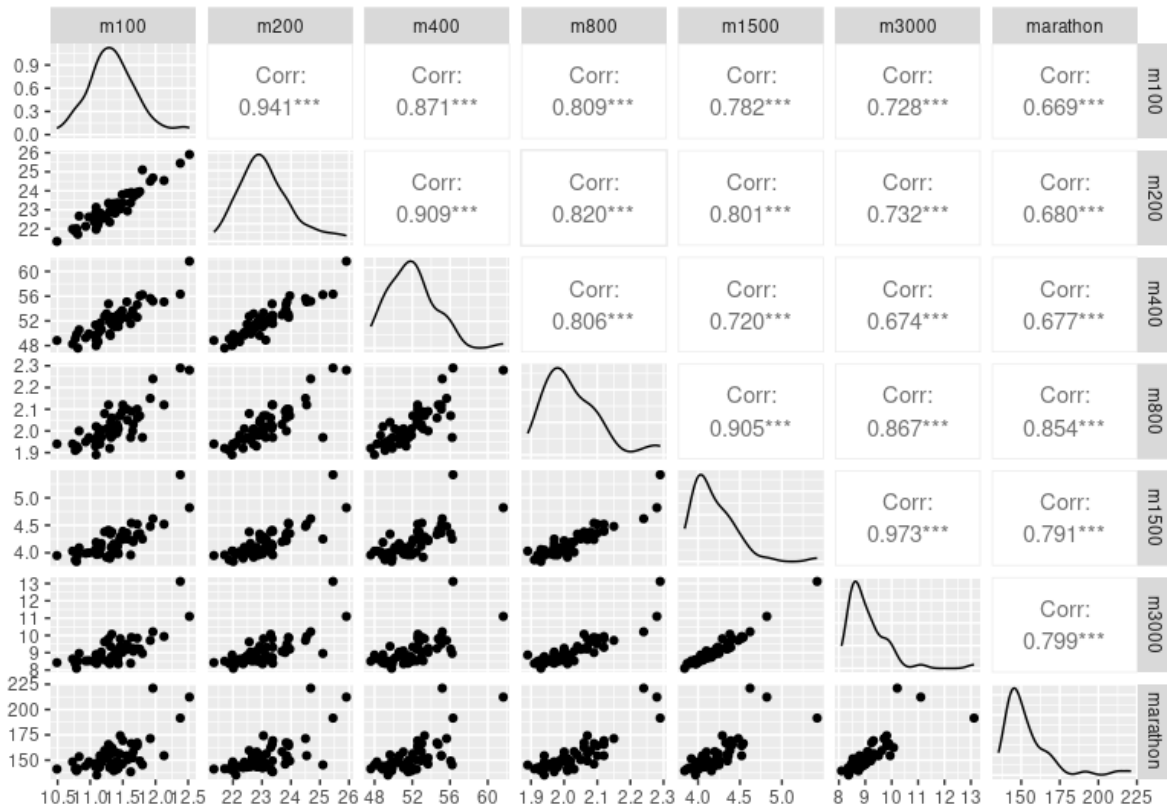 m100 m200 m400 m800 m1500 m3000 marathon
0.9
0.6
0.3
0.0
Corr:
0.941***
Corr:
0.871***
Corr:
0.809***
Corr:
0.782***
Corr:
0.728***
Corr:
0.669***
m100
26
25
24
23
22
Corr:
0.909***
Corr:
0.820***
Corr:
0.801***
Corr:
0.732***
Corr:
0.680***
m200
60
56
52
48
Corr:
0.806***
Corr:
0.720***
Corr:
0.674***
Corr:
0.677***
m400
2.3
2.2
2.1
2.0
1.9
Corr:
0.905***
Corr:
0.867***
Corr:
0.854***
m800
5.0
4.5
4.0
Corr:
0.973***
Corr:
0.791***
m1500
13
12
11
10
9
8
Corr:
0.799***
m3000
225
200
175
150
marathon
10.5 11.0 11.5 12.0 12.5 22 23 24 25 26 48 52 56 60 1.9 2.0 2.1 2.2 2.3 4.0 4.5 5.0 8 9 10 11 12 13 150 175 200 225